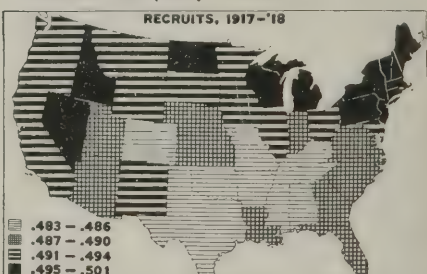 RECRUITS, 1917-'18
.483 - .486
.487 - .490
.491 - .494
.495 - .501